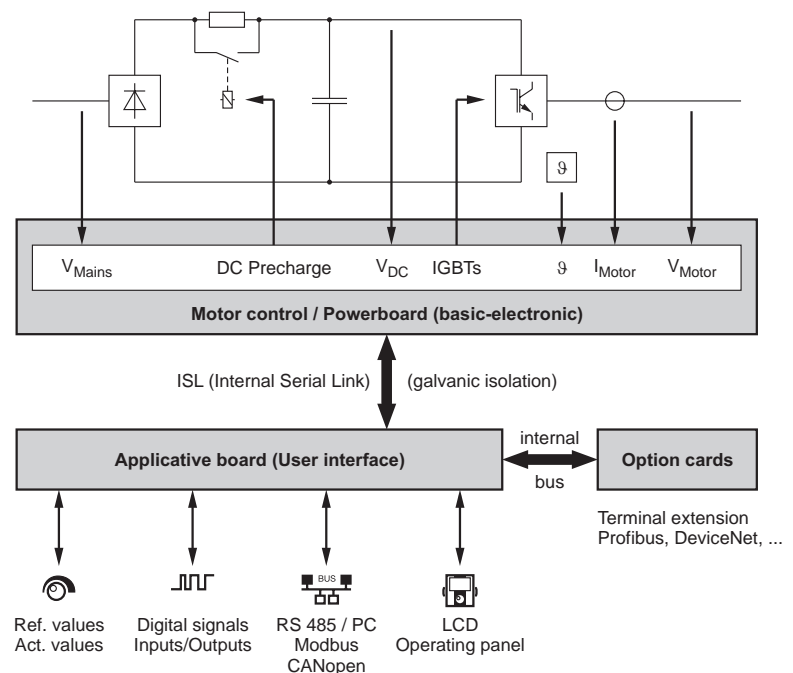 ϑ
V_Mains DC Precharge V_DC IGBTs ϑ I_Motor V_Motor
Motor control / Powerboard (basic-electronic)
ISL (Internal Serial Link) (galvanic isolation)
Applicative board (User interface)
internal
bus
Option cards
Terminal extension
Profibus, DeviceNet, ...
BUS
Ref. values
Act. values
Digital signals
Inputs/Outputs
RS 485 / PC
Modbus
CANopen
LCD
Operating panel